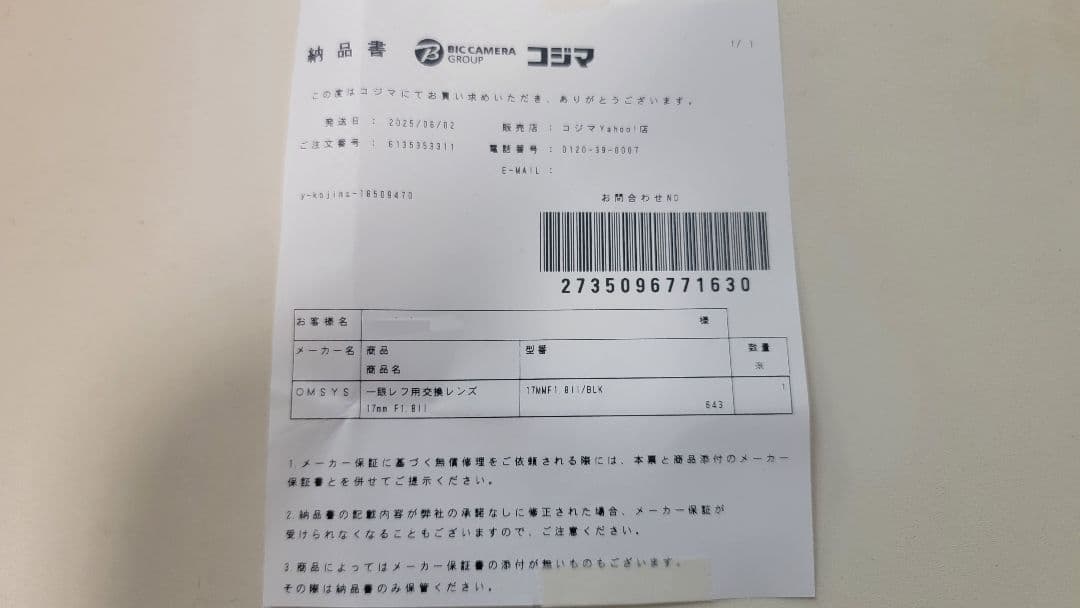 納品書 BIC CAMERA GROUP コジマ 1/ 1
この度はコジマにてお買い求めいただき、ありがとうございます。
発送日 : 2025/06/02 販売店 : コジマYahoo!店
ご注文番号 : 6135353311 電話番号 : 0120-39-0007
E-MAIL :
y-kojima-18509470 お問合わせNO
2735096771630
お客様名 様
メーカー名 商品 型番 数量
商品名 ※
OMSYS 一眼レフ用交換レンズ 17MMF1.8II/BLK 1
17mm F1.8II 643
1.メーカー保証に基づく無償修理をご依頼される際には、本票と商品添付のメーカー
保証書とを併せてご提示ください。
2.納品書の記載内容が弊社の承諾なしに修正された場合、メーカー保証が
受けられなくなることもございますので、ご注意ください。
3.商品によってはメーカー保証書の添付が無いものもございます。
その際は納品書のみ保管ください。